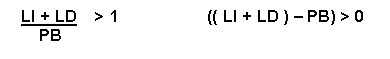 LI + LD > 1 (( LI + LD ) – PB) > 0
PB